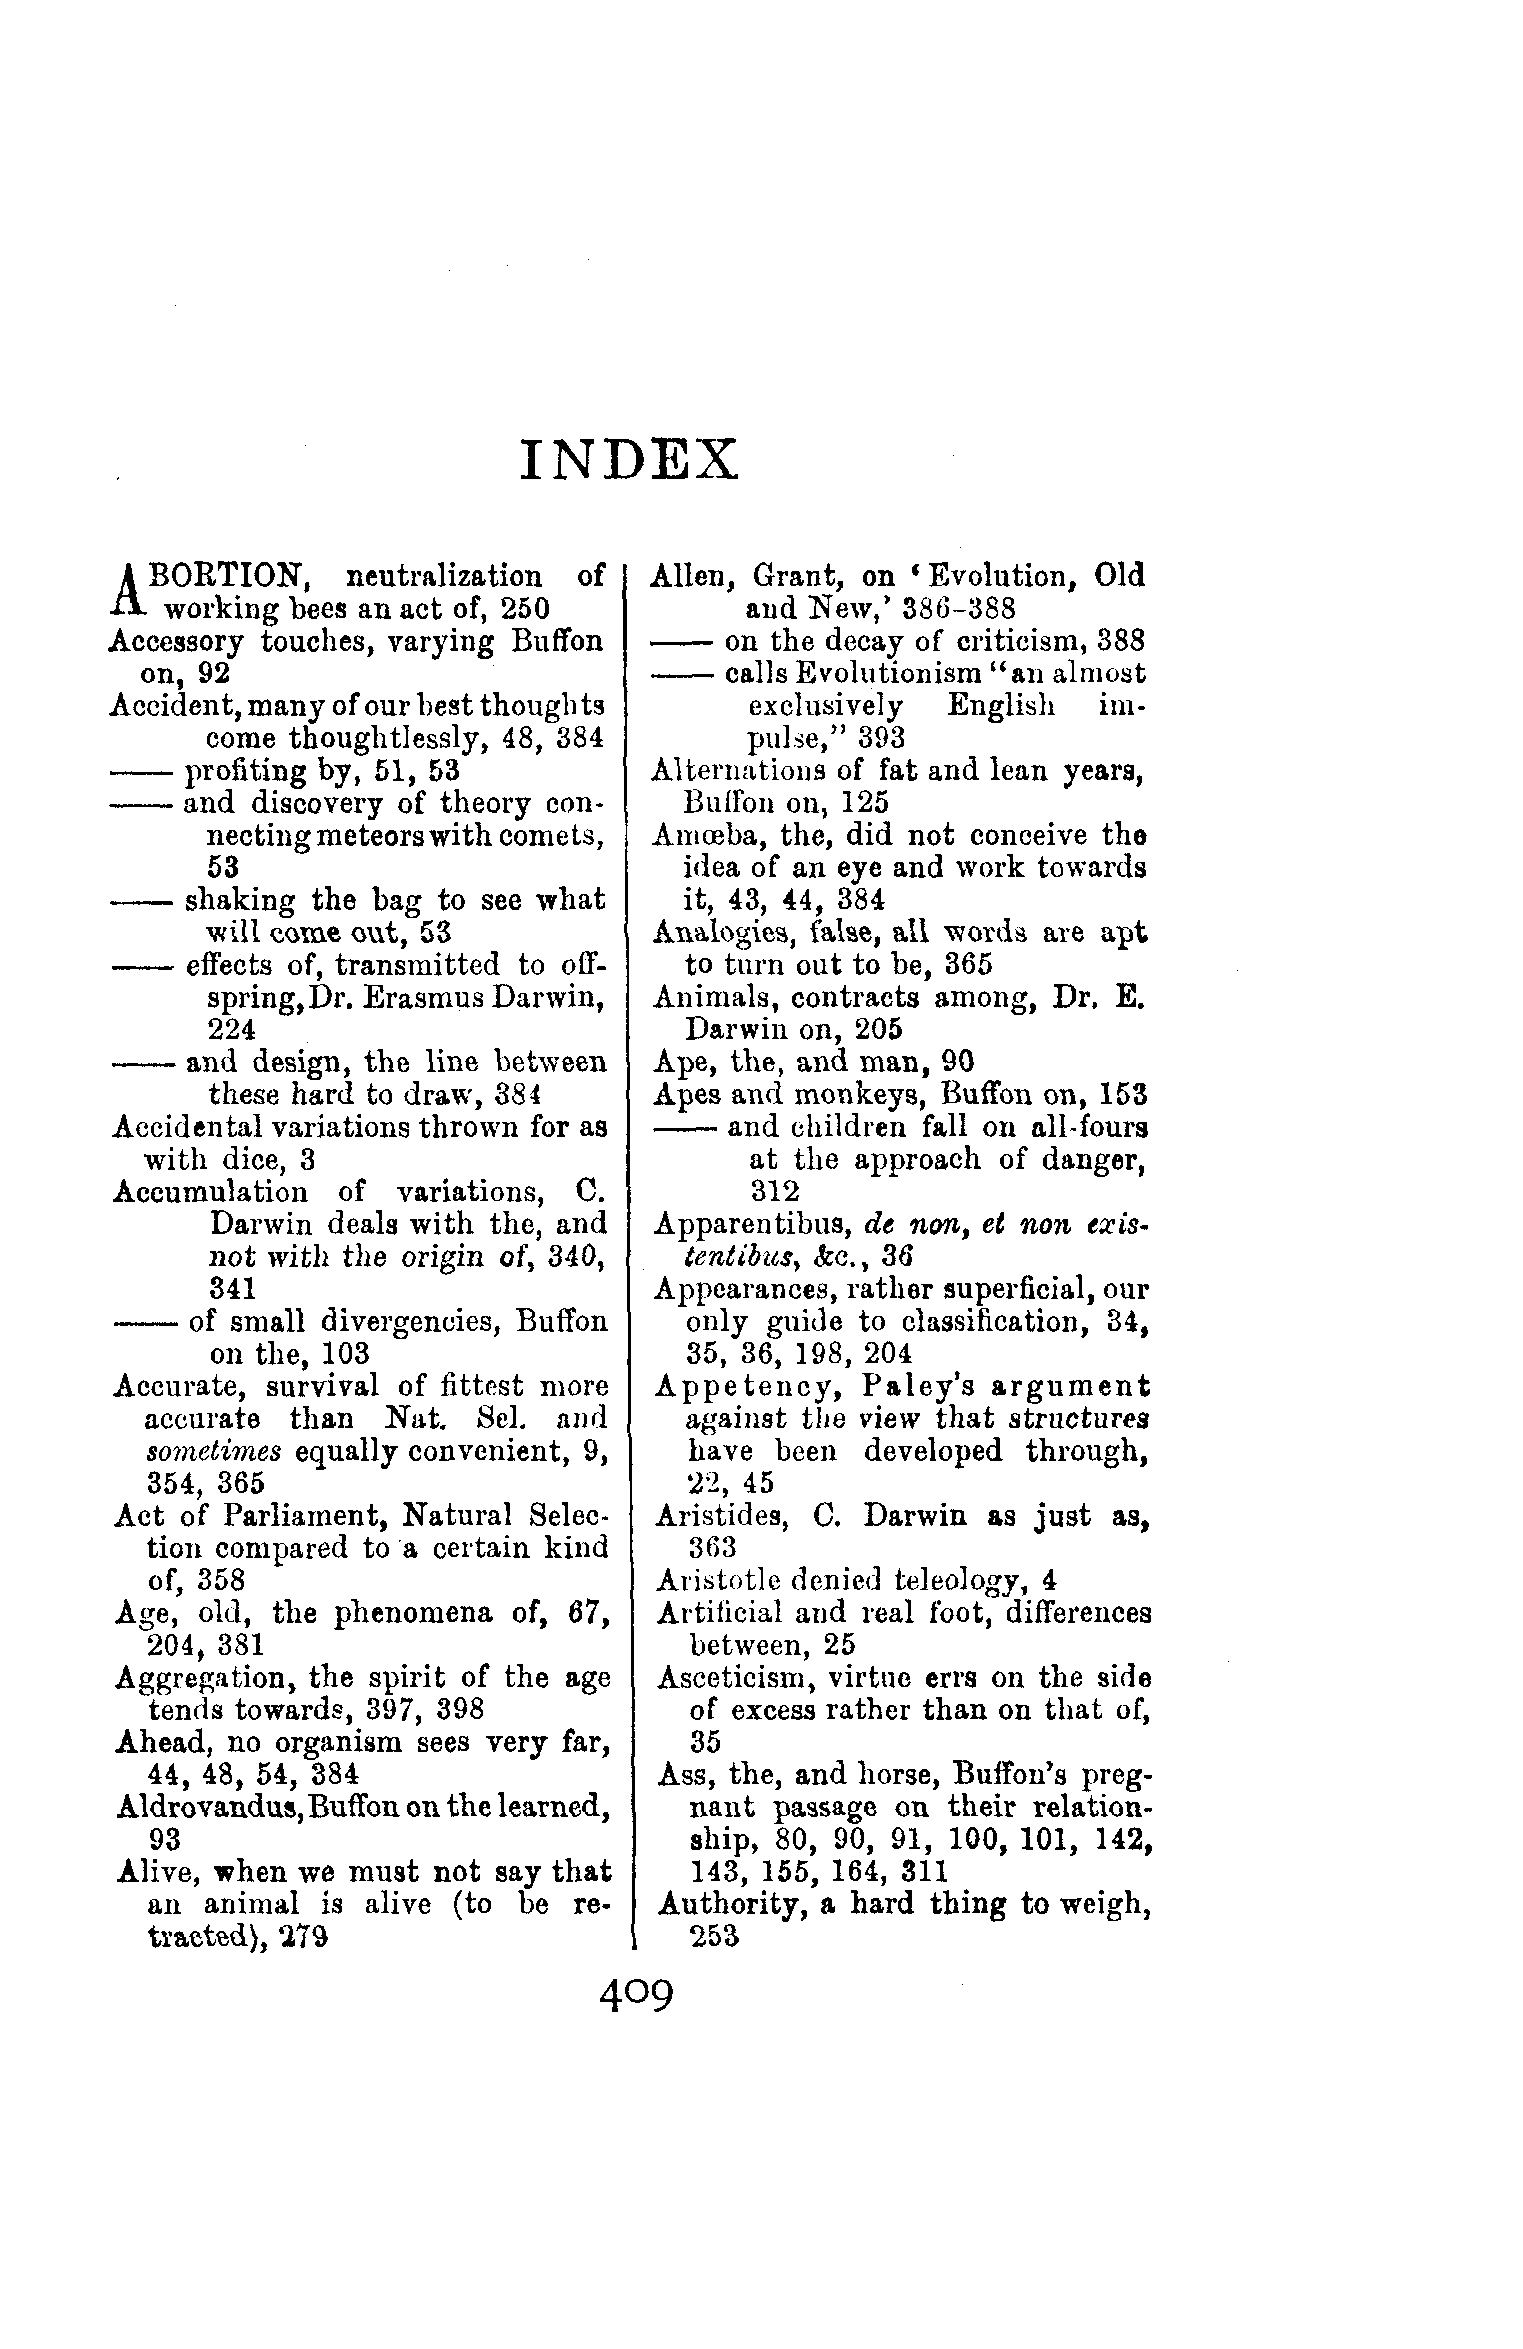 INDEX
ABORTION, neutralization of
working bees an act of, 250
Accessory touches, varying Buffon
on, 92
Accident, many of our best thoughts
come thoughtlessly, 48, 384
—— profiting by, 51, 53
—— and discovery of theory con-
necting meteors with comets,
53
—— shaking the bag to see what
will come out, 53
—— effects of, transmitted to off-
spring, Dr. Erasmus Darwin,
224
—— and design, the line between
these hard to draw, 384
Accidental variations thrown for as
with dice, 3
Accumulation of variations, C.
Darwin deals with the, and
not with the origin of, 340,
341
—— of small divergencies, Buffon
on the, 103
Accurate, survival of fittest more
accurate than Nat. Sel. and
sometimes equally convenient, 9,
354, 365
Act of Parliament, Natural Selec-
tion compared to a certain kind
of, 358
Age, old, the phenomena of, 67,
204, 381
Aggregation, the spirit of the age
tends towards, 397, 398
Ahead, no organism sees very far,
44, 48, 54, 384
Aldrovandus, Buffon on the learned,
93
Alive, when we must not say that
an animal is alive (to be re-
tracted), 279
Allen, Grant, on ‘Evolution, Old
and New,’ 386-388
—— on the decay of criticism, 388
—— calls Evolutionism “an almost
exclusively English im-
pulse,” 393
Alternations of fat and lean years,
Buffon on, 125
Amœba, the, did not conceive the
idea of an eye and work towards
it, 43, 44, 384
Analogies, false, all words are apt
to turn out to be, 365
Animals, contracts among, Dr. E.
Darwin on, 205
Ape, the, and man, 90
Apes and monkeys, Buffon on, 153
—— and children fall on all-fours
at the approach of danger,
312
Apparentibus, de non, et non exis-
tentibus, &c., 36
Appearances, rather superficial, our
only guide to classification, 34,
35, 36, 198, 204
Appetency, Paley's argument
against the view that structures
have been developed through,
22, 45
Aristides, C. Darwin as just as,
363
Aristotle denied teleology, 4
Artificial and real foot, differences
between, 25
Asceticism, virtue errs on the side
of excess rather than on that of,
35
Ass, the, and horse, Buffon's preg-
nant passage on their relation-
ship, 80, 90, 91, 100, 101, 142,
143, 155, 164, 311
Authority, a hard thing to weigh,
253
409